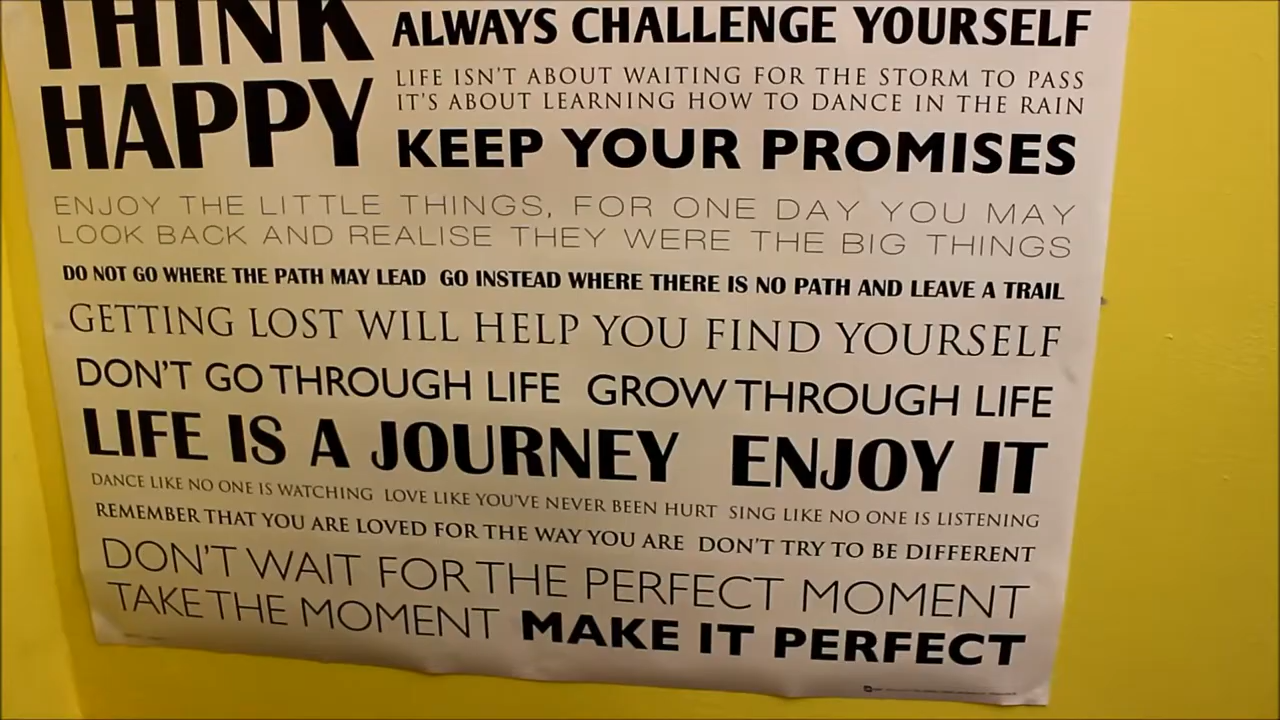 THINK
HAPPY
ALWAYS CHALLENGE YOURSELF
LIFE ISN'T ABOUT WAITING FOR THE STORM TO PASS
IT'S ABOUT LEARNING HOW TO DANCE IN THE RAIN
KEEP YOUR PROMISES
ENJOY THE LITTLE THINGS, FOR ONE DAY YOU MAY
LOOK BACK AND REALISE THEY WERE THE BIG THINGS
DO NOT GO WHERE THE PATH MAY LEAD GO INSTEAD WHERE THERE IS NO PATH AND LEAVE A TRAIL
GETTING LOST WILL HELP YOU FIND YOURSELF
DON'T GO THROUGH LIFE GROW THROUGH LIFE
LIFE IS A JOURNEY ENJOY IT
DANCE LIKE NO ONE IS WATCHING LOVE LIKE YOU'VE NEVER BEEN HURT SING LIKE NO ONE IS LISTENING
REMEMBER THAT YOU ARE LOVED FOR THE WAY YOU ARE DON'T TRY TO BE DIFFERENT
DON'T WAIT FOR THE PERFECT MOMENT
TAKE THE MOMENT MAKE IT PERFECT